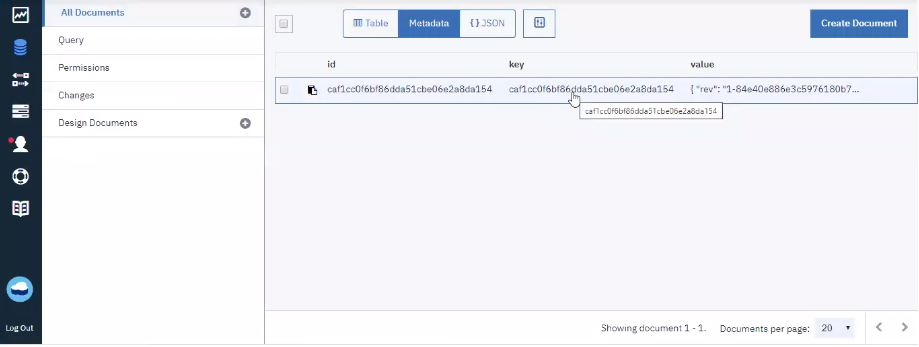 All Documents
Query
Permissions
Changes
Design Documents
Log Out
Table Metadata {} JSON
Create Document
id key value
caf1cc0f6bf86dda51cbe06e2a8da154 caf1cc0f6bf86dda51cbe06e2a8da154 { "rev": "1-84e40e886e3c5976180b7...
caf1cc0f6bf86dda51cbe06e2a8da154
Showing document 1 - 1. Documents per page: 20